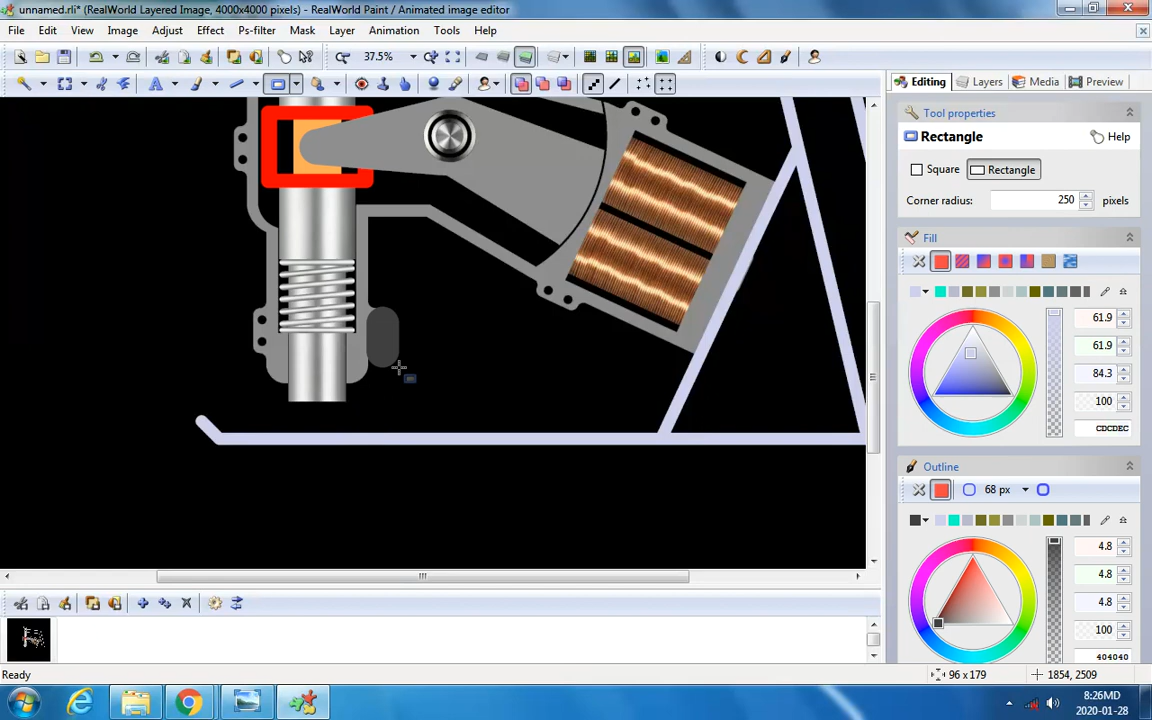 unnamed.rli* (RealWorld Layered Image, 4000x4000 pixels) - RealWorld Paint / Animated image editor
File Edit View Image Adjust Effect Ps-filter Mask Layer Animation Tools Help
37.5%
Editing Layers Media Preview
Tool properties
Rectangle Help
Square Rectangle
Corner radius: 250 pixels
Fill
61.9
61.9
84.3
100
CDCDEC
Outline
68 px
4.8
4.8
4.8
100
404040
Ready 96 x 179 1854, 2509
8:26MD
2020-01-28